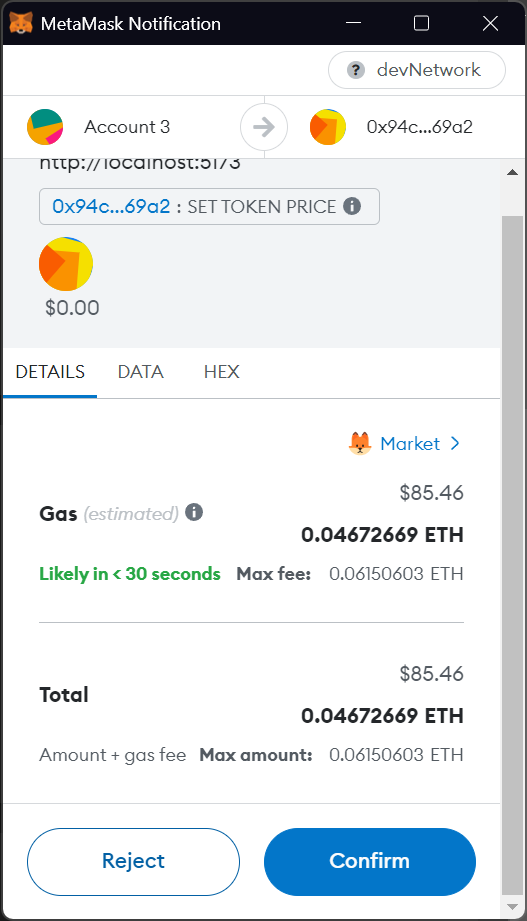 MetaMask Notification
? devNetwork
Account 3
0x94c...69a2
http://localhost:5173
0x94c...69a2 : SET TOKEN PRICE
$0.00
DETAILS DATA HEX
Market >
$85.46
Gas (estimated)
0.04672669 ETH
Likely in < 30 seconds Max fee: 0.06150603 ETH
$85.46
Total
0.04672669 ETH
Amount + gas fee Max amount: 0.06150603 ETH
Reject Confirm